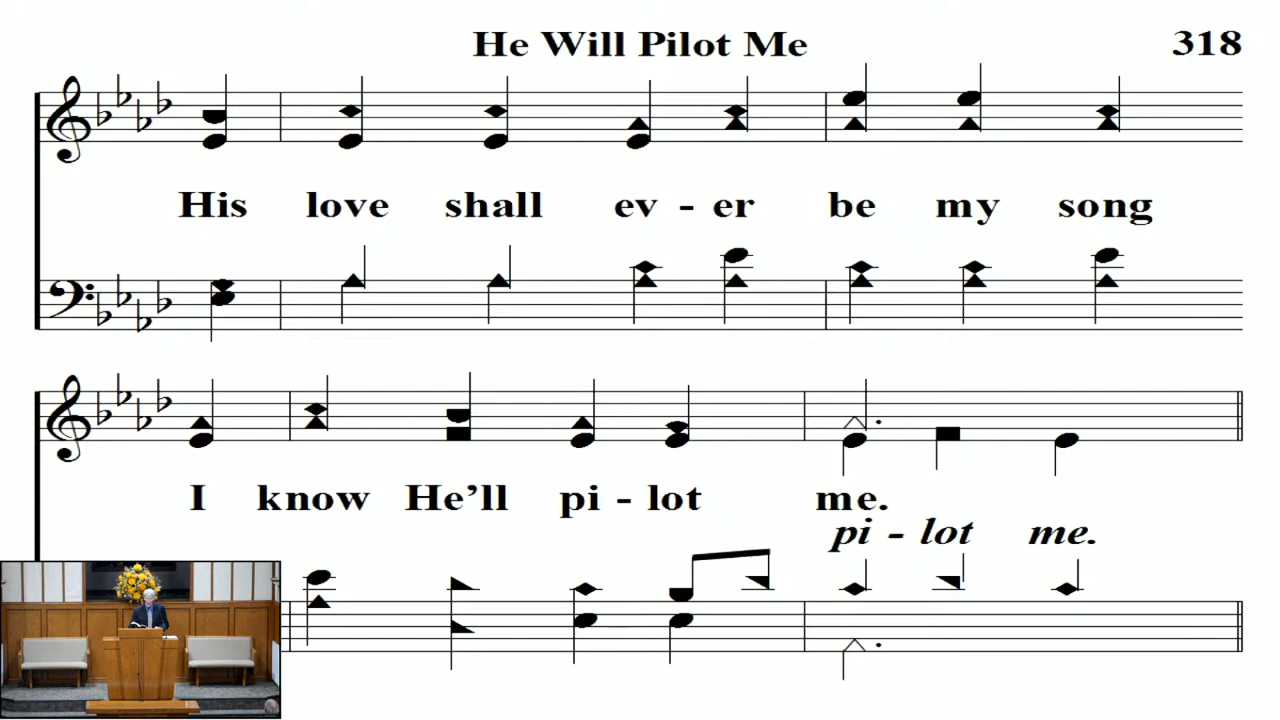 He Will Pilot Me 318
His love shall ev - er be my song
I know He’ll pi - lot me.
pi - lot me.